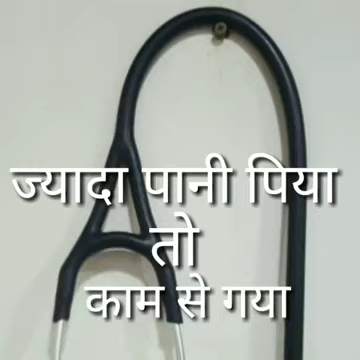 ज्यादा पानी पिया
तो
काम से गया